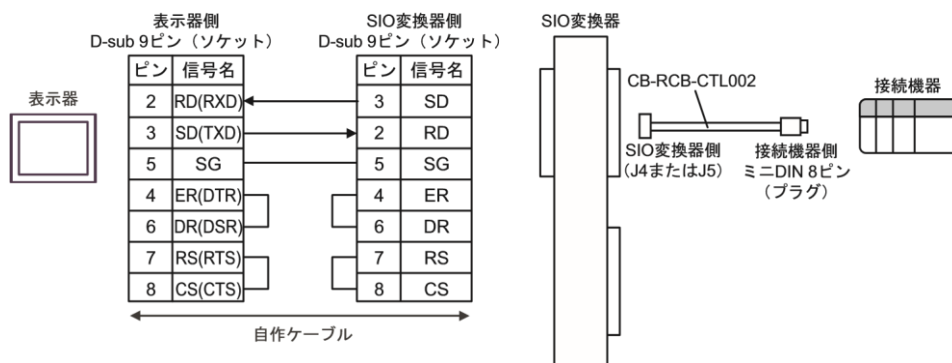 表示器側
D-sub 9ピン（ソケット）
SIO変換器側
D-sub 9ピン（ソケット）
SIO変換器
表示器
ピン 信号名
2 RD(RXD)
3 SD(TXD)
5 SG
4 ER(DTR)
6 DR(DSR)
7 RS(RTS)
8 CS(CTS)
ピン 信号名
3 SD
2 RD
5 SG
4 ER
6 DR
7 RS
8 CS
自作ケーブル
CB-RCB-CTL002
SIO変換器側
(J4またはJ5)
接続機器側
ミニDIN 8ピン
（プラグ）
接続機器